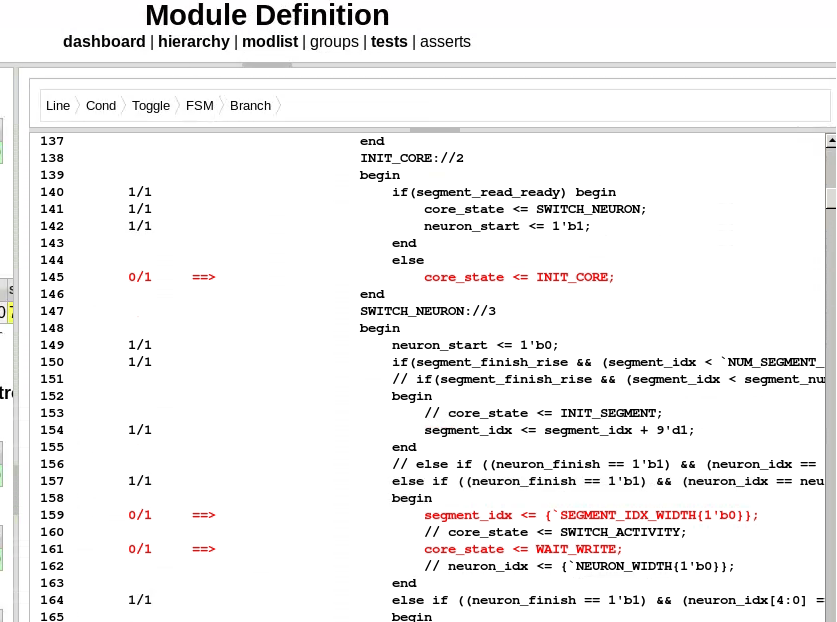 Module Definition
dashboard | hierarchy | modlist | groups | tests | asserts
Line Cond Toggle FSM Branch
137 end
138 INIT_CORE://2
139 begin
140 1/1 if(segment_read_ready) begin
141 1/1 core_state <= SWITCH_NEURON;
142 1/1 neuron_start <= 1'b1;
143 end
144 else
145 0/1 ==> core_state <= INIT_CORE;
146 end
147 SWITCH_NEURON://3
148 begin
149 1/1 neuron_start <= 1'b0;
150 1/1 if(segment_finish_rise && (segment_idx < `NUM_SEGMENT_
151 // if(segment_finish_rise && (segment_idx < segment_nu
152 begin
153 // core_state <= INIT_SEGMENT;
154 1/1 segment_idx <= segment_idx + 9'd1;
155 end
156 // else if ((neuron_finish == 1'b1) && (neuron_idx ==
157 1/1 else if ((neuron_finish == 1'b1) && (neuron_idx == neu
158 begin
159 0/1 ==> segment_idx <= {`SEGMENT_IDX_WIDTH{1'b0}};
160 // core_state <= SWITCH_ACTIVITY;
161 0/1 ==> core_state <= WAIT_WRITE;
162 // neuron_idx <= {`NEURON_WIDTH{1'b0}};
163 end
164 1/1 else if ((neuron_finish == 1'b1) && (neuron_idx[4:0] =
165 begin